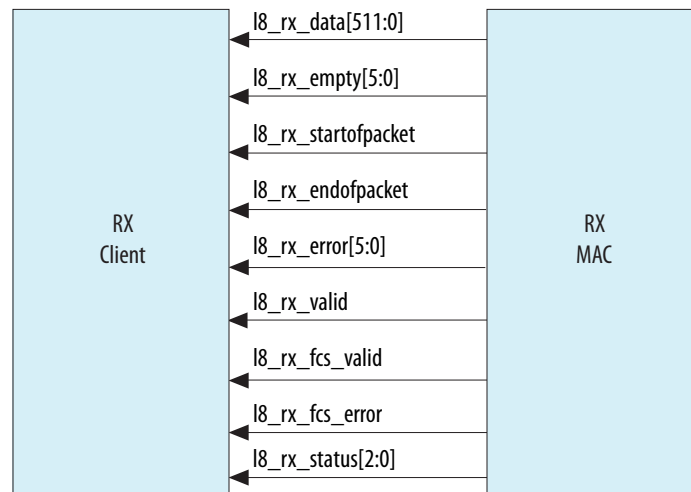 l8_rx_data[511:0]
l8_rx_empty[5:0]
l8_rx_startofpacket
l8_rx_endofpacket
RX
Client
RX
MAC
l8_rx_error[5:0]
l8_rx_valid
l8_rx_fcs_valid
l8_rx_fcs_error
l8_rx_status[2:0]